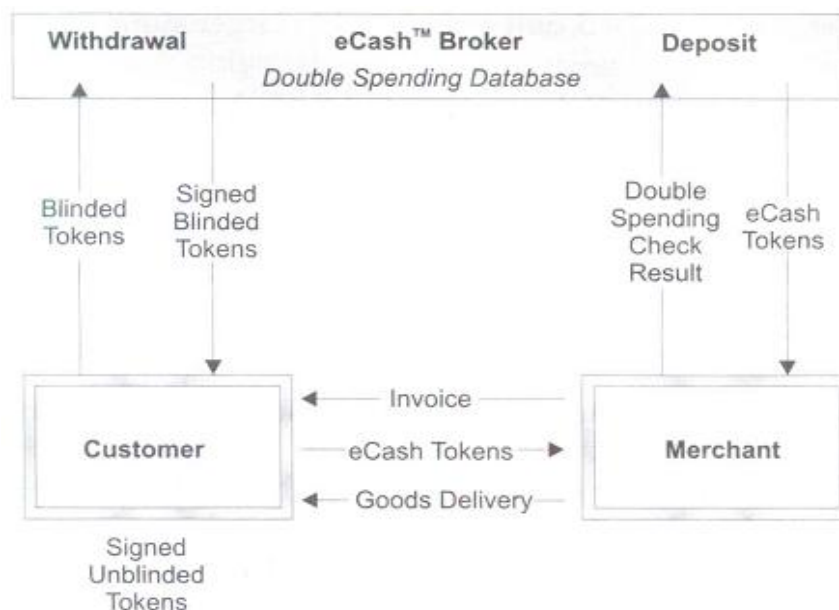 Withdrawal
eCash™ Broker
Deposit
Double Spending Database
Blinded
Tokens
Signed
Blinded
Tokens
Double
Spending
Check
Result
eCash
Tokens
Invoice
Customer
eCash Tokens
Merchant
Goods Delivery
Signed
Unblinded
Tokens